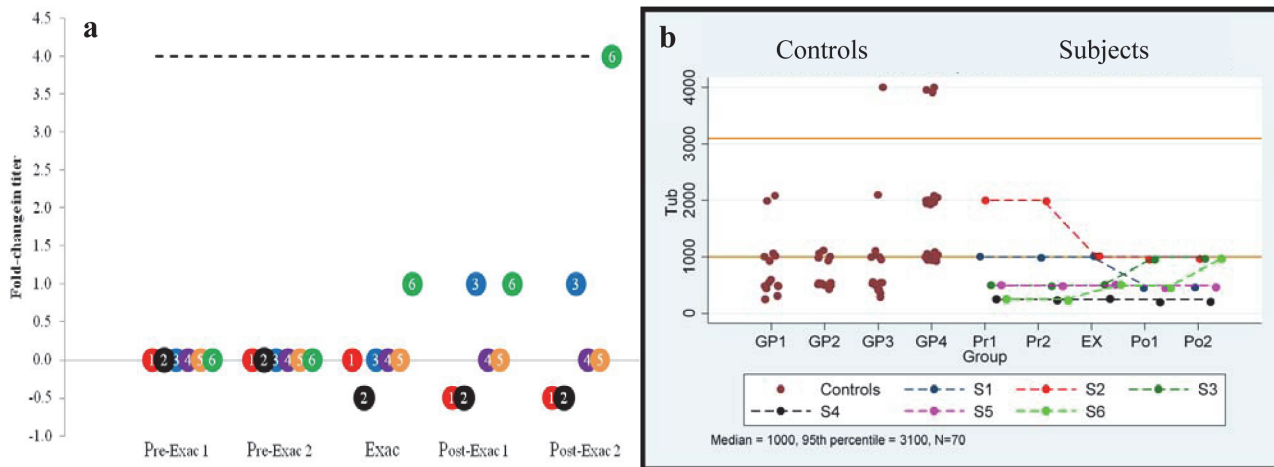 a
4.5
4.0
3.5
3.0
2.5
2.0
1.5
1.0
0.5
0.0
-0.5
-1.0
Fold-change in titer
6
6 3 6 3
1 2 3 4 5 6 1 2 3 4 5 6 1 3 4 5 4 5 4 5
2 1 2 1 2
Pre-Exac 1 Pre-Exac 2 Exac Post-Exac 1 Post-Exac 2
b
Controls Subjects
4000
3000
2000
1000
0
Tub
GP1 GP2 GP3 GP4 Pr1 Pr2 EX Po1 Po2
Group
Controls S1 S2 S3
S4 S5 S6
Median = 1000, 95th percentile = 3100, N=70